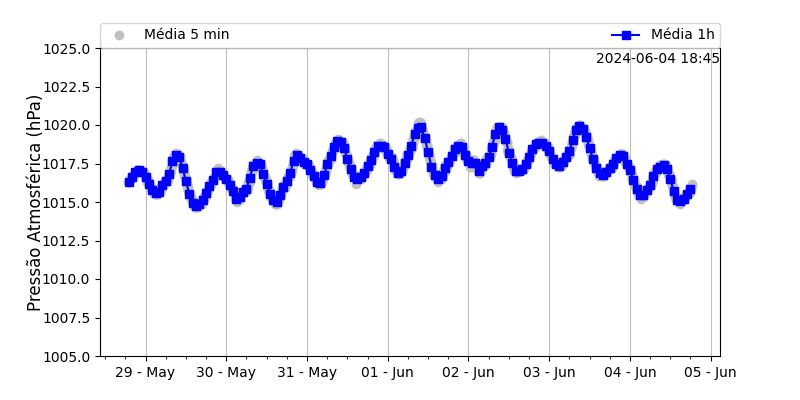 Média 5 min
Média 1h
2024-06-04 18:45
Pressão Atmosférica (hPa)
1025.0
1022.5
1020.0
1017.5
1015.0
1012.5
1010.0
1007.5
1005.0
29 - May
30 - May
31 - May
01 - Jun
02 - Jun
03 - Jun
04 - Jun
05 - Jun